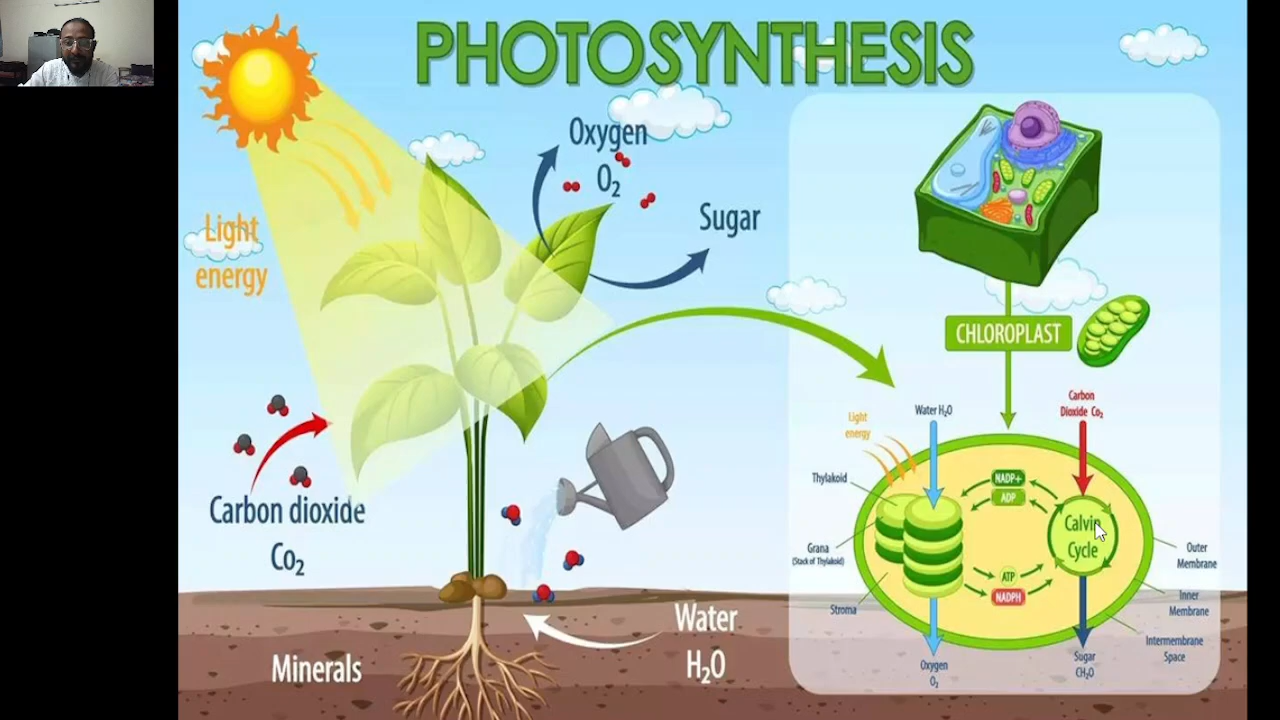 PHOTOSYNTHESIS
Oxygen
O₂
Sugar
Light
energy
Carbon dioxide
Co₂
Water
H₂O
Minerals
CHLOROPLAST
Carbon
Dioxide Co₂
Water H₂O
Light
energy
Thylakoid
NADP+
ADP
Calvin
Cycle
Grana
(Stack of Thylakoid)
ATP
NADPH
Stroma
Outer
Membrane
Inner
Membrane
Intermembrane
Space
Oxygen
O₂
Sugar
CH₂O